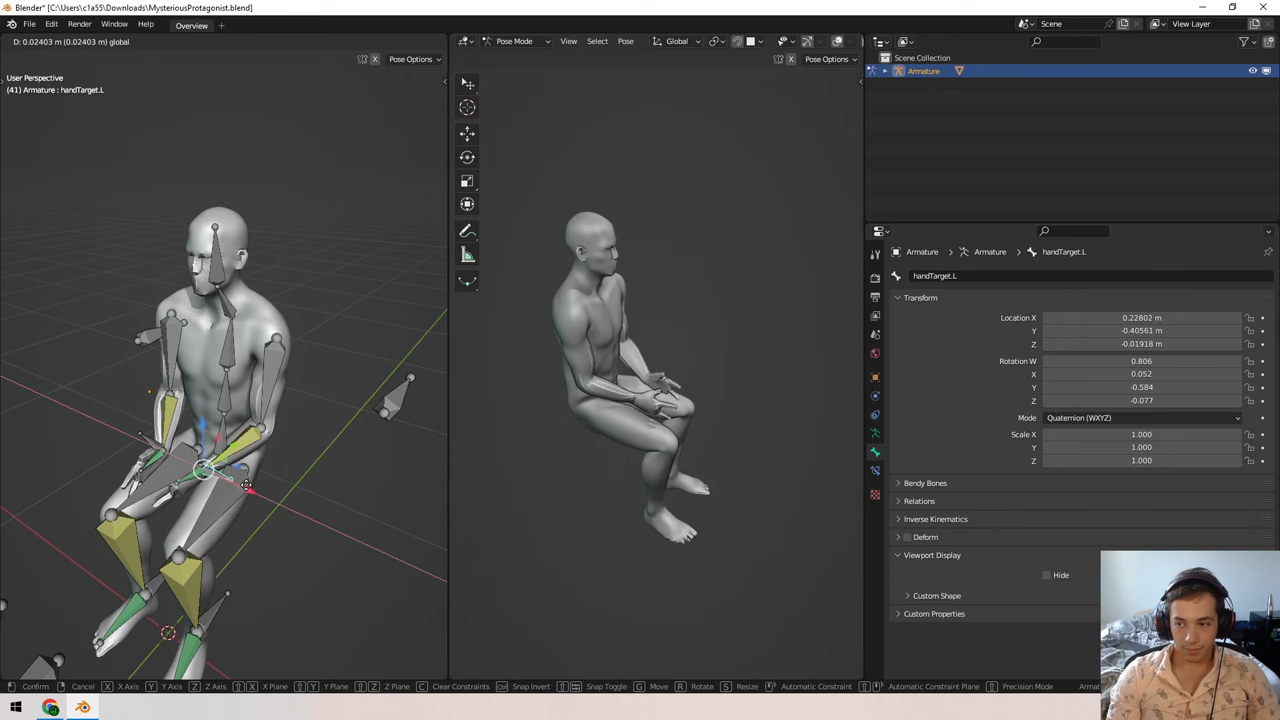 Blender* [C:\Users\c1a55\Downloads\MysteriousProtagonist.blend]
File Edit Render Window Help Overview Scene View Layer
D: 0.02403 m (0.02403 m) global Pose Mode View Select Pose Global
X Pose Options X Pose Options Scene Collection
User Perspective Armature
(41) Armature : handTarget.L
Armature Armature handTarget.L
handTarget.L
Transform
Location X 0.22802 m
Y -0.40561 m
Z -0.01918 m
Rotation W 0.806
X 0.052
Y -0.584
Z -0.077
Mode Quaternion (WXYZ)
Scale X 1.000
Y 1.000
Z 1.000
Bendy Bones
Relations
Inverse Kinematics
Deform
Viewport Display
Hide
Custom Shape
Custom Properties
Confirm Cancel X X Axis Y Y Axis Z Z Axis X X Plane Y Y Plane Z Z Plane C Clear Constraints Ctrl Snap Invert Snap Toggle G Move R Rotate S Resize Automatic Constraint Automatic Constraint Plane Precision Mode